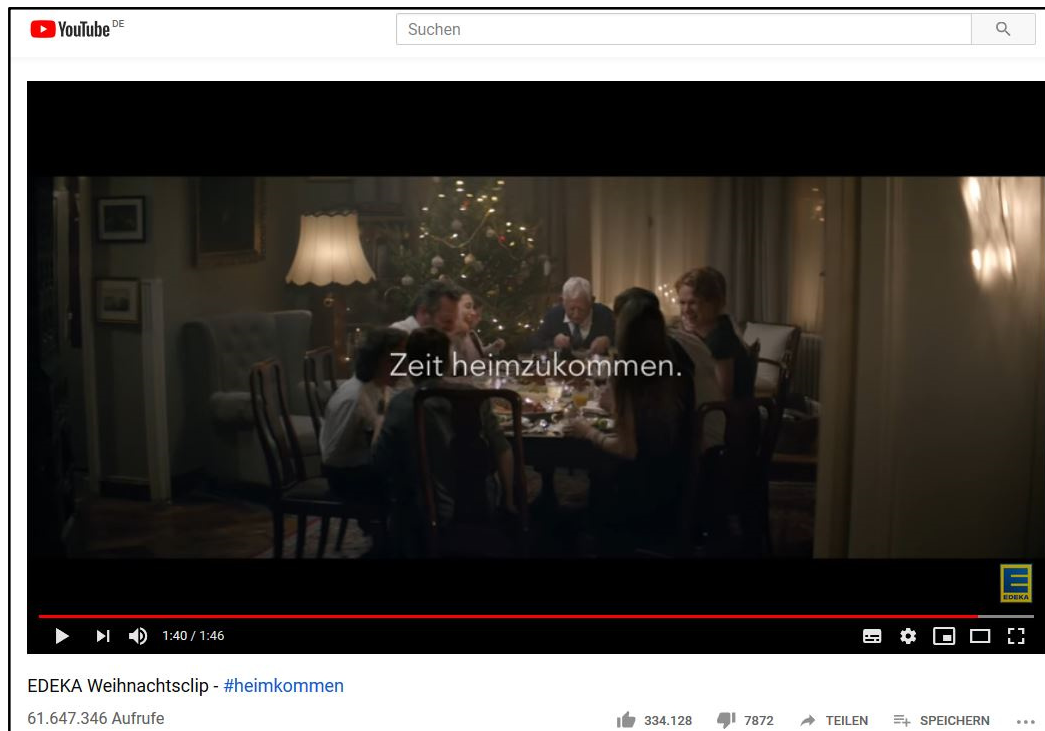 YouTube DE
Suchen
Zeit heimzukommen.
EDEKA
1:40 / 1:46
EDEKA Weihnachtsclip - #heimkommen
61.647.346 Aufrufe
334.128 7872 TEILEN SPEICHERN